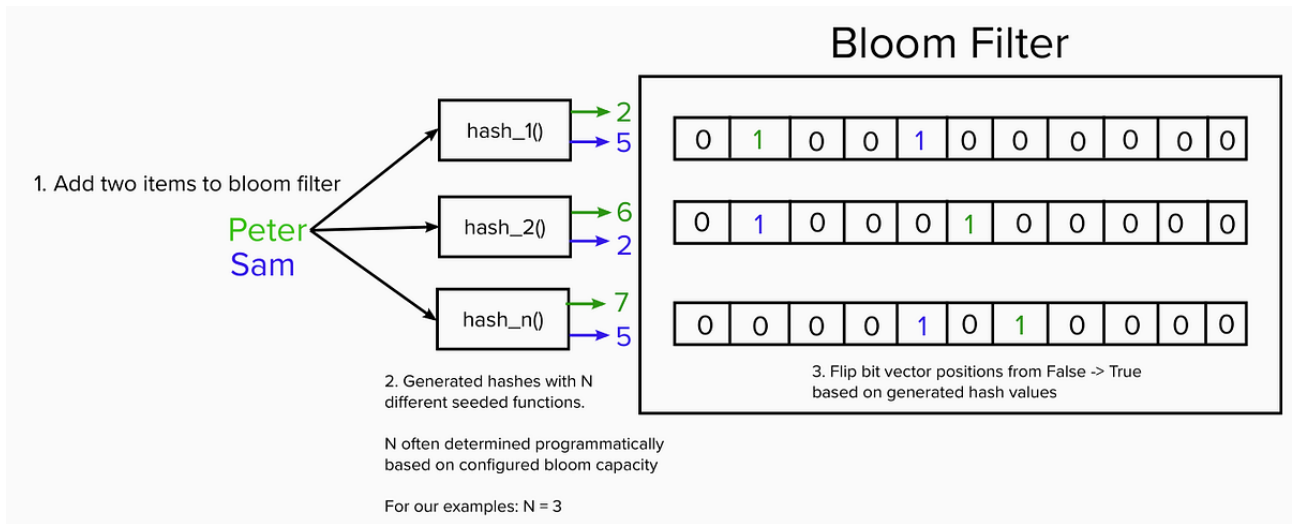 Bloom Filter
1. Add two items to bloom filter
Peter
Sam
hash_1()
2
5
hash_2()
6
2
hash_n()
7
5
0 1 0 0 1 0 0 0 0 0 0
0 1 0 0 0 1 0 0 0 0 0
0 0 0 0 1 0 1 0 0 0 0
2. Generated hashes with N
different seeded functions.
N often determined programmatically
based on configured bloom capacity
For our examples: N = 3
3. Flip bit vector positions from False -> True
based on generated hash values